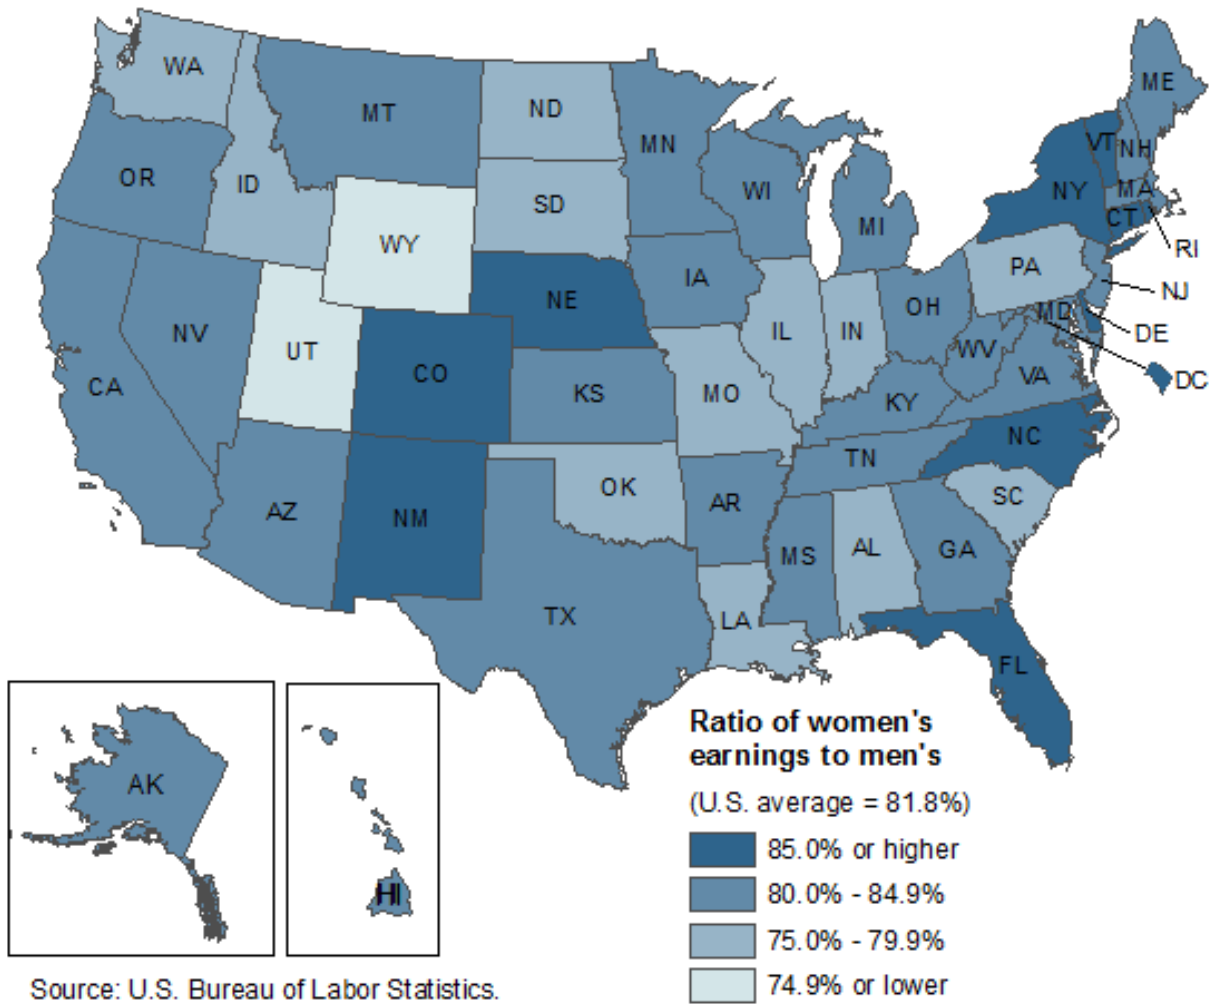 WA
MT
ND
MN
ME
OR
ID
SD
WI
MI
VT
NH
NY
MA
CT
RI
WY
NE
IA
PA
NJ
NV
UT
CO
IL
IN
OH
MD
DE
WV
DC
CA
KS
MO
KY
VA
AZ
NM
OK
AR
TN
NC
SC
TX
LA
MS
AL
GA
FL
AK
HI
Ratio of women's
earnings to men's
(U.S. average = 81.8%)
85.0% or higher
80.0% - 84.9%
75.0% - 79.9%
74.9% or lower
Source: U.S. Bureau of Labor Statistics.